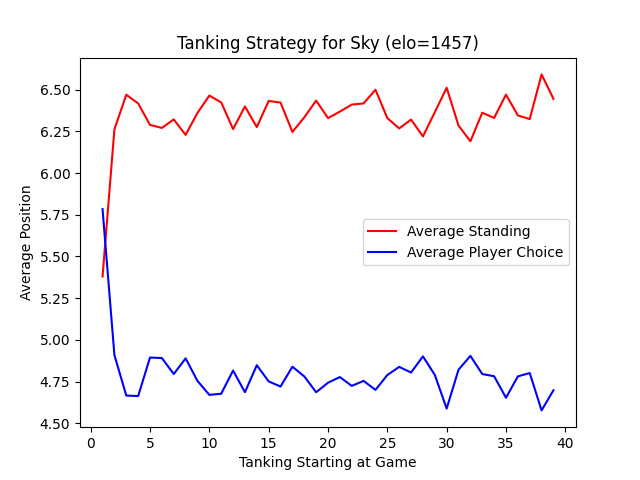 Tanking Strategy for Sky (elo=1457)
6.50
6.25
6.00
5.75
5.50
5.25
5.00
4.75
4.50
Average Position
Average Standing
Average Player Choice
0 5 10 15 20 25 30 35 40
Tanking Starting at Game